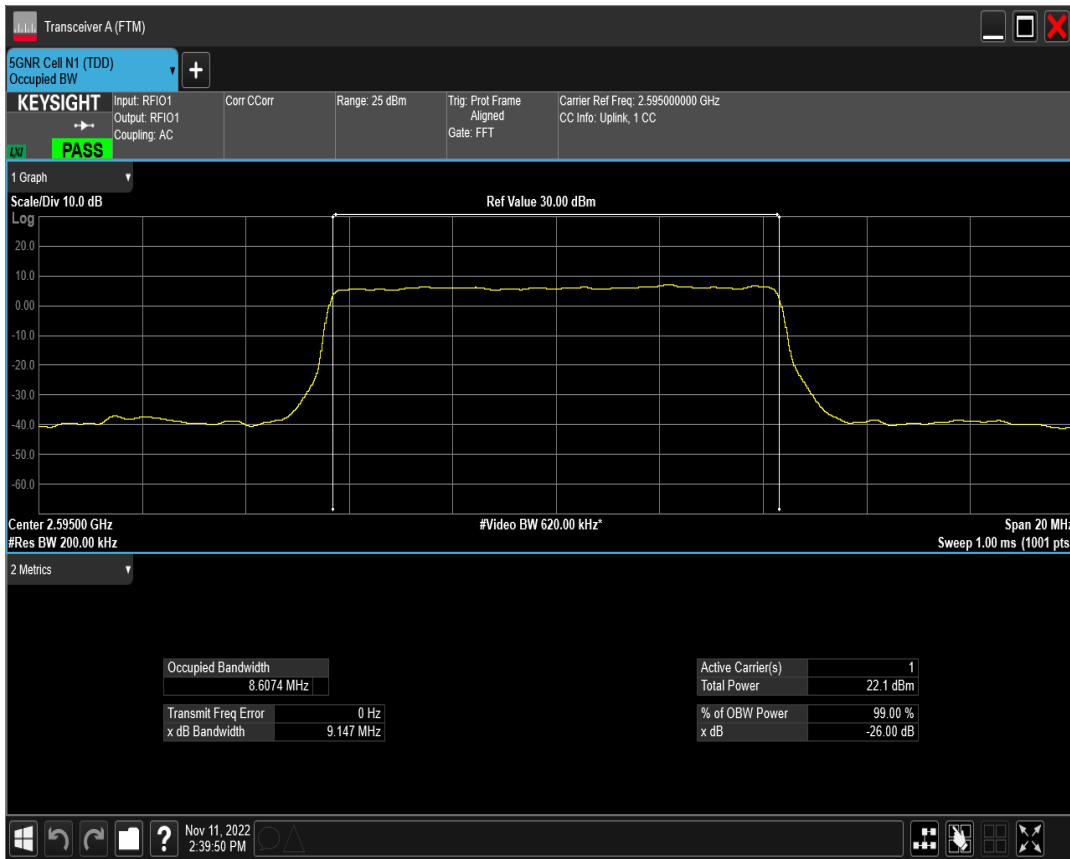 Transceiver A (FTM)
5GNR Cell N1 (TDD)
Occupied BW
+
KEYSIGHT
LXI
PASS
Input: RFIO1
Output: RFIO1
Coupling: AC
Corr CCorr
Range: 25 dBm
Trig: Prot Frame
Aligned
Gate: FFT
Carrier Ref Freq: 2.595000000 GHz
CC Info: Uplink, 1 CC
1 Graph
Scale/Div 10.0 dB
Ref Value 30.00 dBm
Log
20.0
10.0
0.00
-10.0
-20.0
-30.0
-40.0
-50.0
-60.0
Center 2.59500 GHz
#Video BW 620.00 kHz*
Span 20 MHz
#Res BW 200.00 kHz
Sweep 1.00 ms (1001 pts
2 Metrics
Occupied Bandwidth
8.6074 MHz
Transmit Freq Error 0 Hz
x dB Bandwidth 9.147 MHz
Active Carrier(s) 1
Total Power 22.1 dBm
% of OBW Power 99.00 %
x dB -26.00 dB
?
Nov 11, 2022
2:39:50 PM